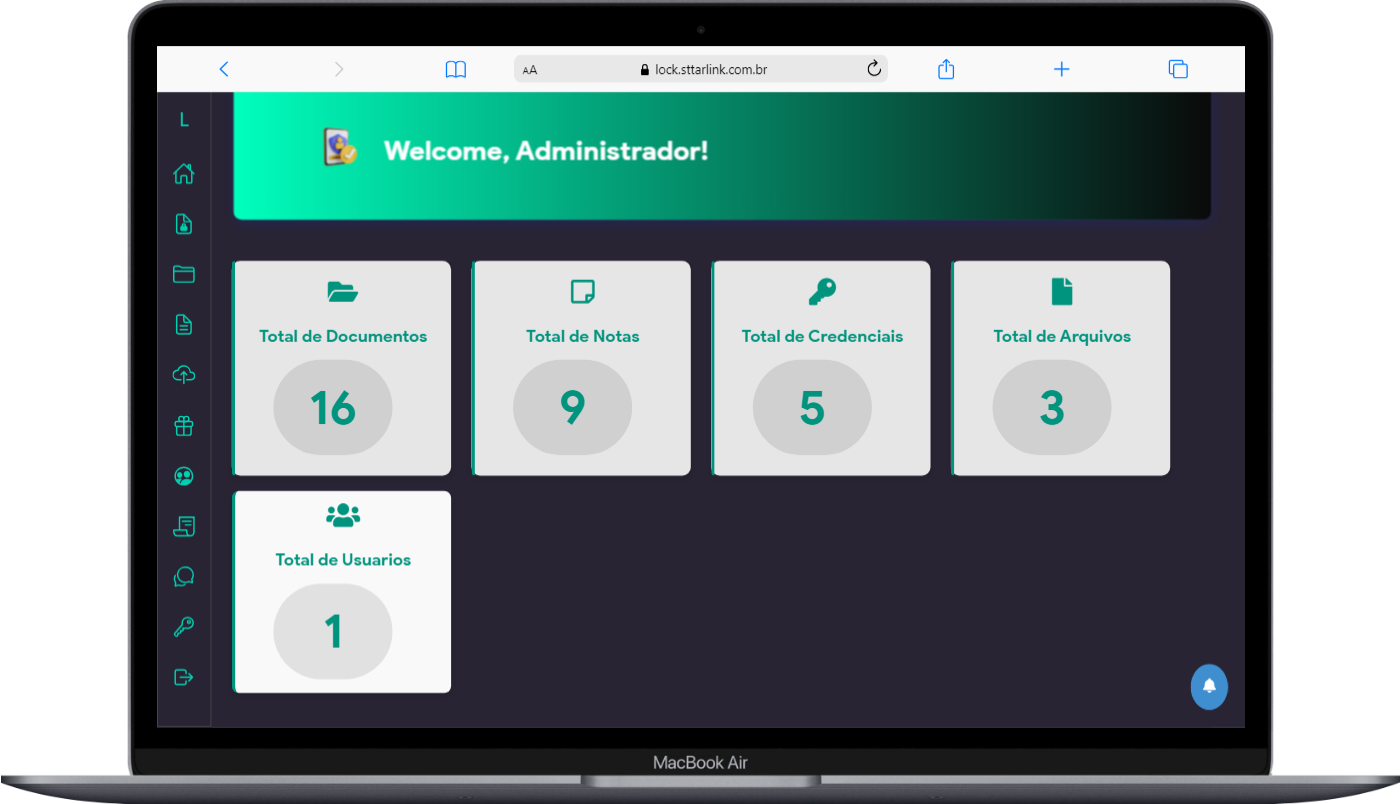 AA
lock.sttarlink.com.br
L
Welcome, Administrador!
Total de Documentos
16
Total de Notas
9
Total de Credenciais
5
Total de Arquivos
3
Total de Usuarios
1
MacBook Air